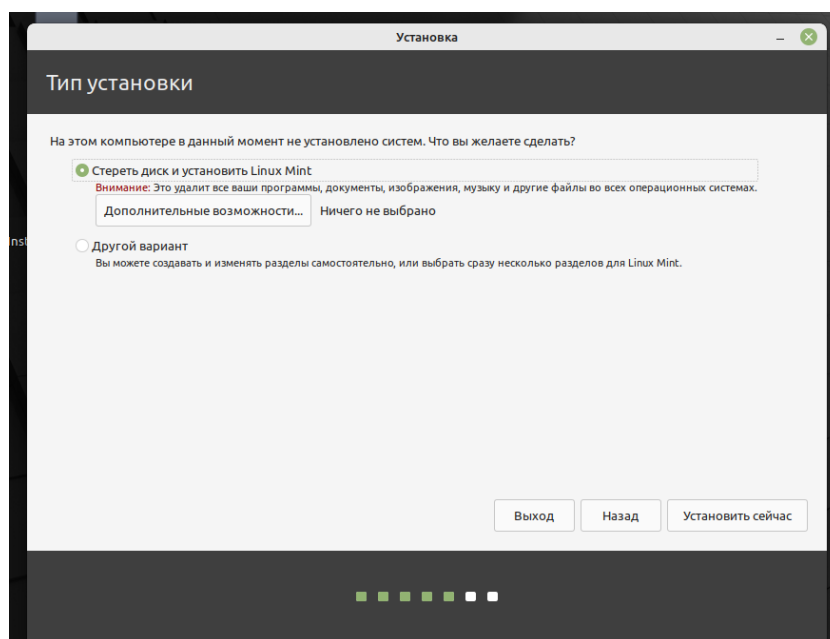 Установка
Тип установки
На этом компьютере в данный момент не установлено систем. Что вы желаете сделать?
Стереть диск и установить Linux Mint
Внимание: Это удалит все ваши программы, документы, изображения, музыку и другие файлы во всех операционных системах.
Дополнительные возможности... Ничего не выбрано
Inst
Другой вариант
Вы можете создавать и изменять разделы самостоятельно, или выбрать сразу несколько разделов для Linux Mint.
Выход Назад Установить сейчас